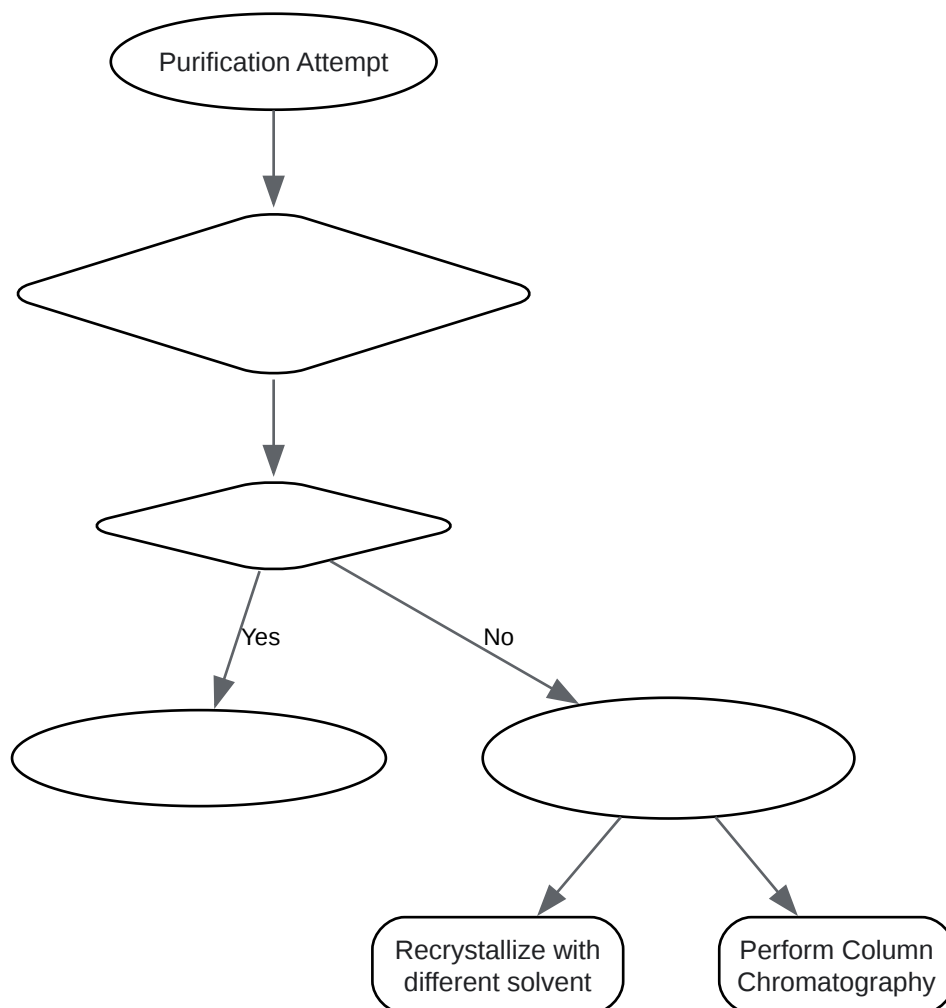 Purification Attempt
Yes
No
Recrystallize with
different solvent
Perform Column
Chromatography